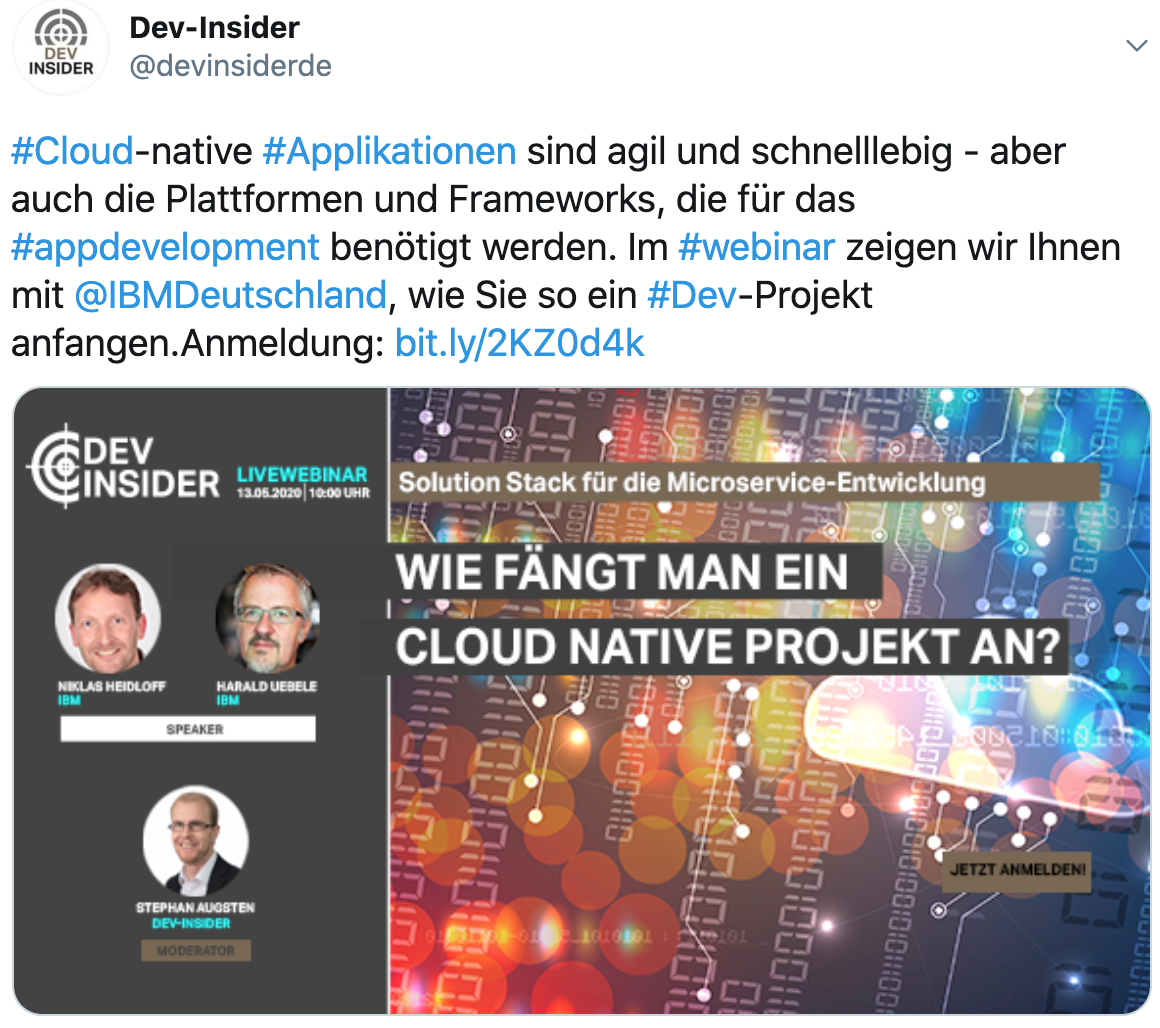 DEV
INSIDER
Dev-Insider
@devinsiderde
#Cloud-native #Applikationen sind agil und schnelllebig - aber
auch die Plattformen und Frameworks, die für das
#appdevelopment benötigt werden. Im #webinar zeigen wir Ihnen
mit @IBMDeutschland, wie Sie so ein #Dev-Projekt
anfangen.Anmeldung: bit.ly/2KZ0d4k
DEV
INSIDER
LIVEWEBINAR
13.05.2020 | 10:00 UHR
Solution Stack für die Microservice-Entwicklung
WIE FÄNGT MAN EIN
CLOUD NATIVE PROJEKT AN?
NIKLAS HEIDLOFF
IBM
HARALD UEBELE
IBM
SPEAKER
STEPHAN AUGSTEN
DEV-INSIDER
MODERATOR
JETZT ANMELDEN!